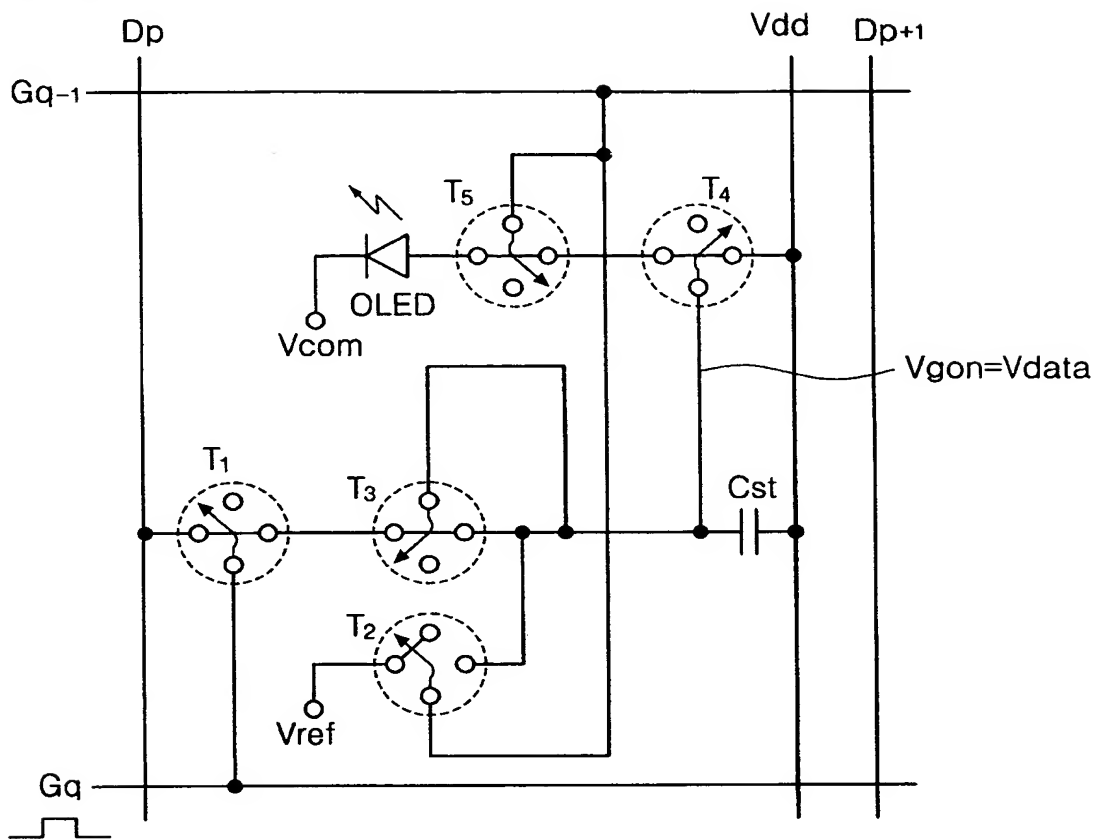 Dp
Vdd
Dp+1
Gq-1
T5
T4
OLED
Vcom
Vgon=Vdata
T1
T3
Cst
T2
Vref
Gq